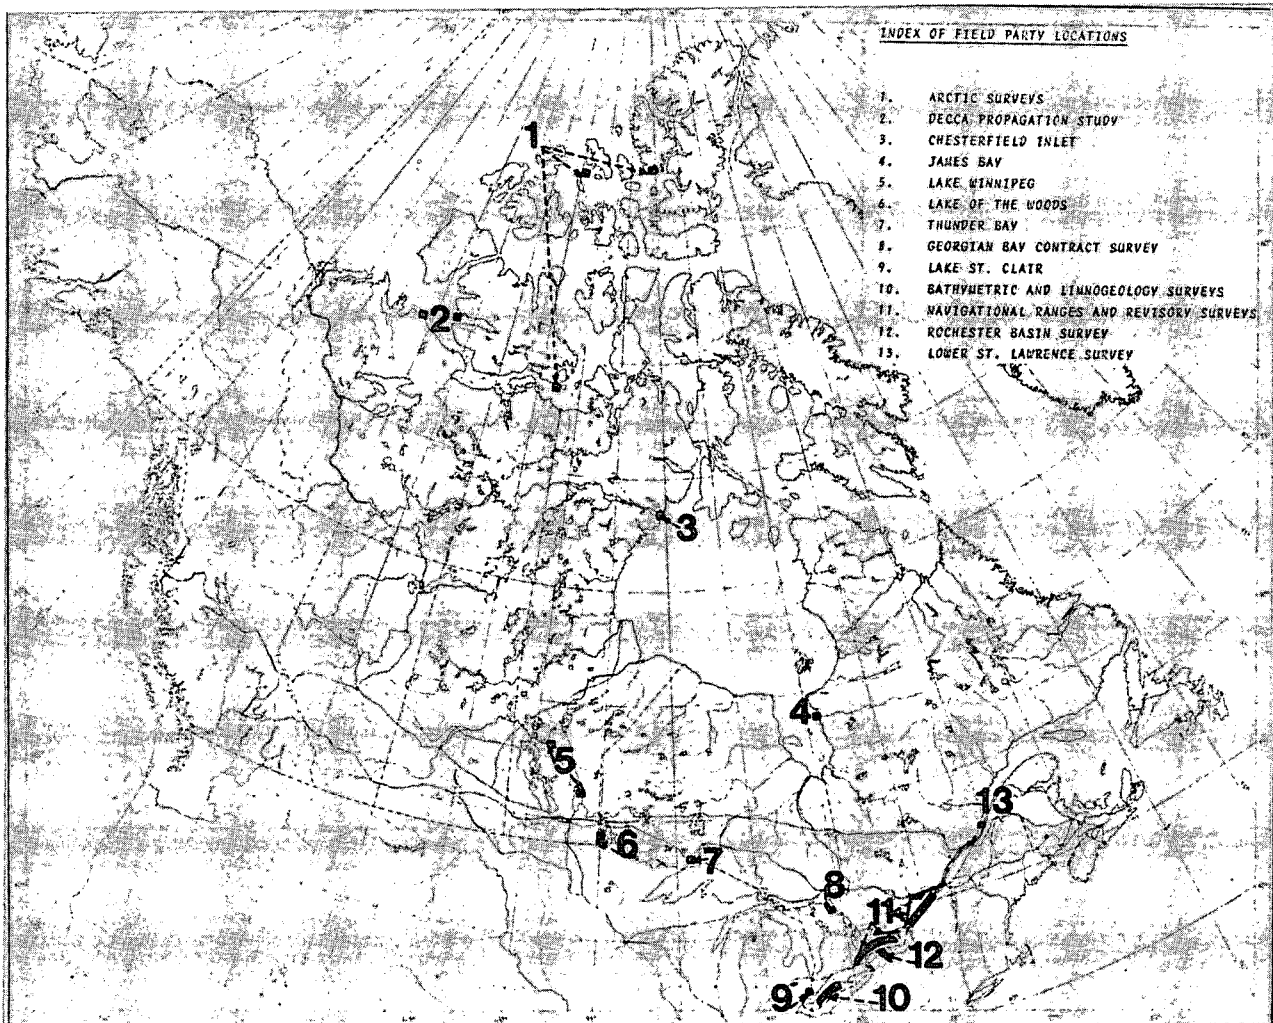 INDEX OF FIELD PARTY LOCATIONS
1. ARCTIC SURVEYS
2. DECCA PROPAGATION STUDY
3. CHESTERFIELD INLET
4. JAMES BAY
5. LAKE WINNIPEG
6. LAKE OF THE WOODS
7. THUNDER BAY
8. GEORGIAN BAY CONTRACT SURVEY
9. LAKE ST. CLAIR
10. BATHYMETRIC AND LIMNOGEOLOGY SURVEYS
11. NAVIGATIONAL RANGES AND REVISORY SURVEYS
12. ROCHESTER BASIN SURVEY
13. LOWER ST. LAWRENCE SURVEY
1
2
3
4
5
13
6
7
8
11
12
9
10